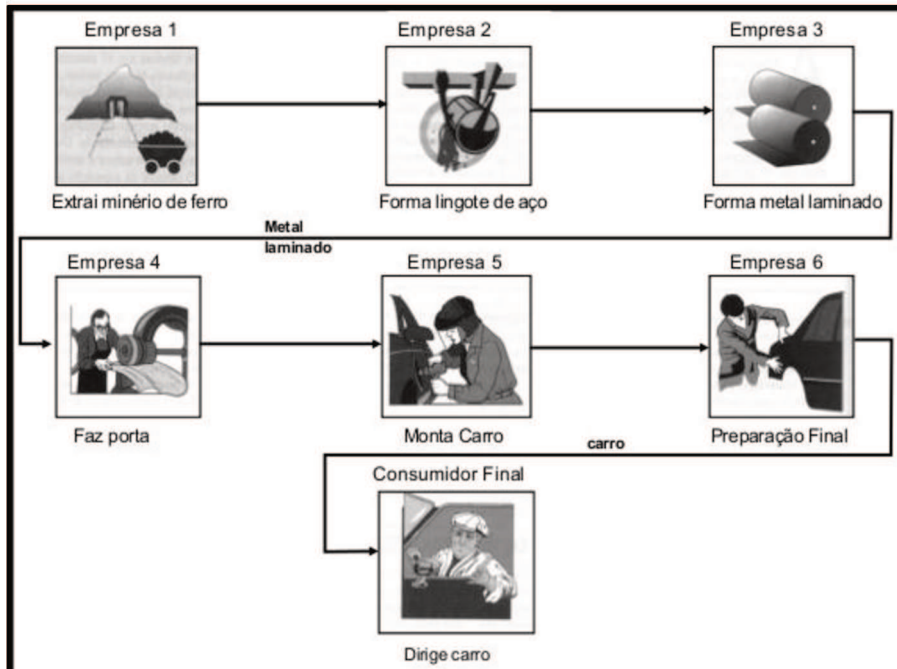 Empresa 1
Empresa 2
Empresa 3
Extrai minério de ferro
Forma lingote de aço
Forma metal laminado
Metal
laminado
Empresa 4
Empresa 5
Empresa 6
Faz porta
Monta Carro
Preparação Final
carro
Consumidor Final
Dirige carro